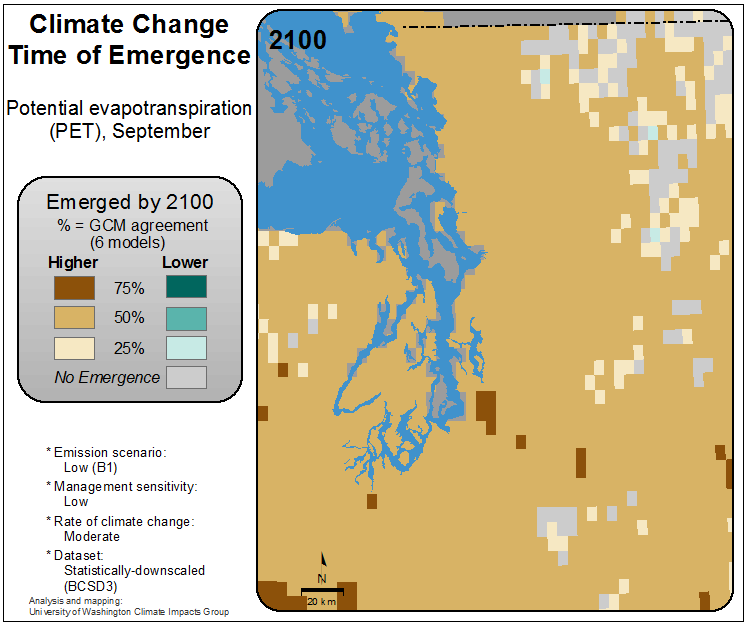 Climate Change
Time of Emergence
Potential evapotranspiration
(PET), September
Emerged by 2100
% = GCM agreement
(6 models)
Higher Lower
75%
50%
25%
No Emergence
* Emission scenario:
Low (B1)
* Management sensitivity:
Low
* Rate of climate change:
Moderate
* Dataset:
Statistically-downscaled
(BCSD3)
Analysis and mapping:
University of Washington Climate Impacts Group
2100
N
20 km